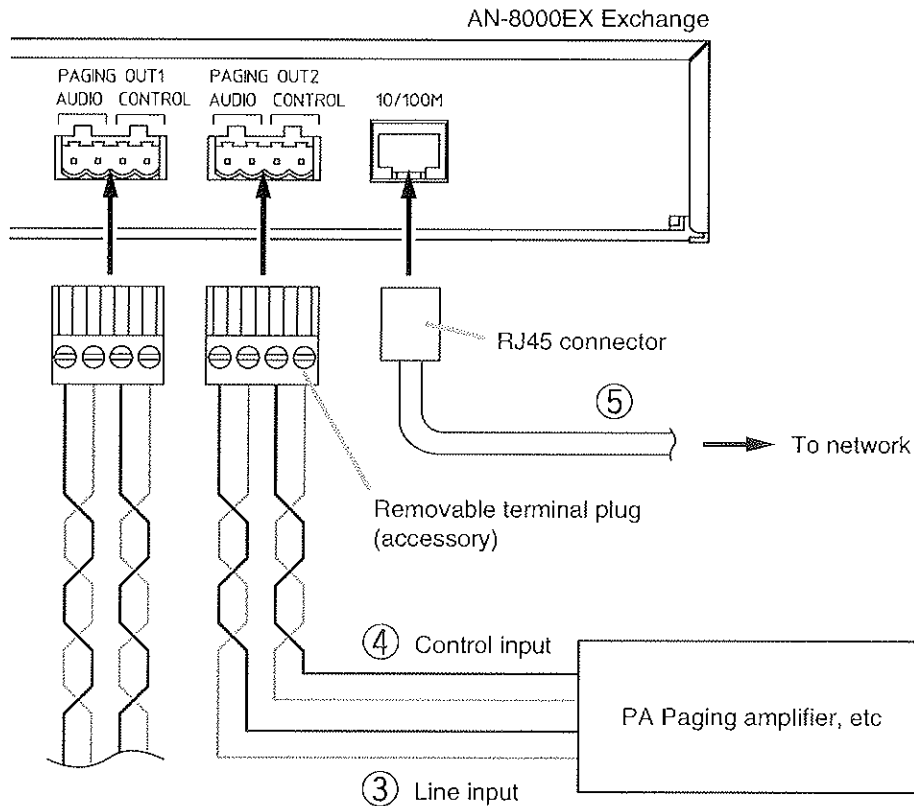 AN-8000EX Exchange
PAGING OUT1
AUDIO CONTROL
PAGING OUT2
AUDIO CONTROL
10/100M
RJ45 connector
⑤
To network
Removable terminal plug
(accessory)
④ Control input
PA Paging amplifier, etc
③ Line input